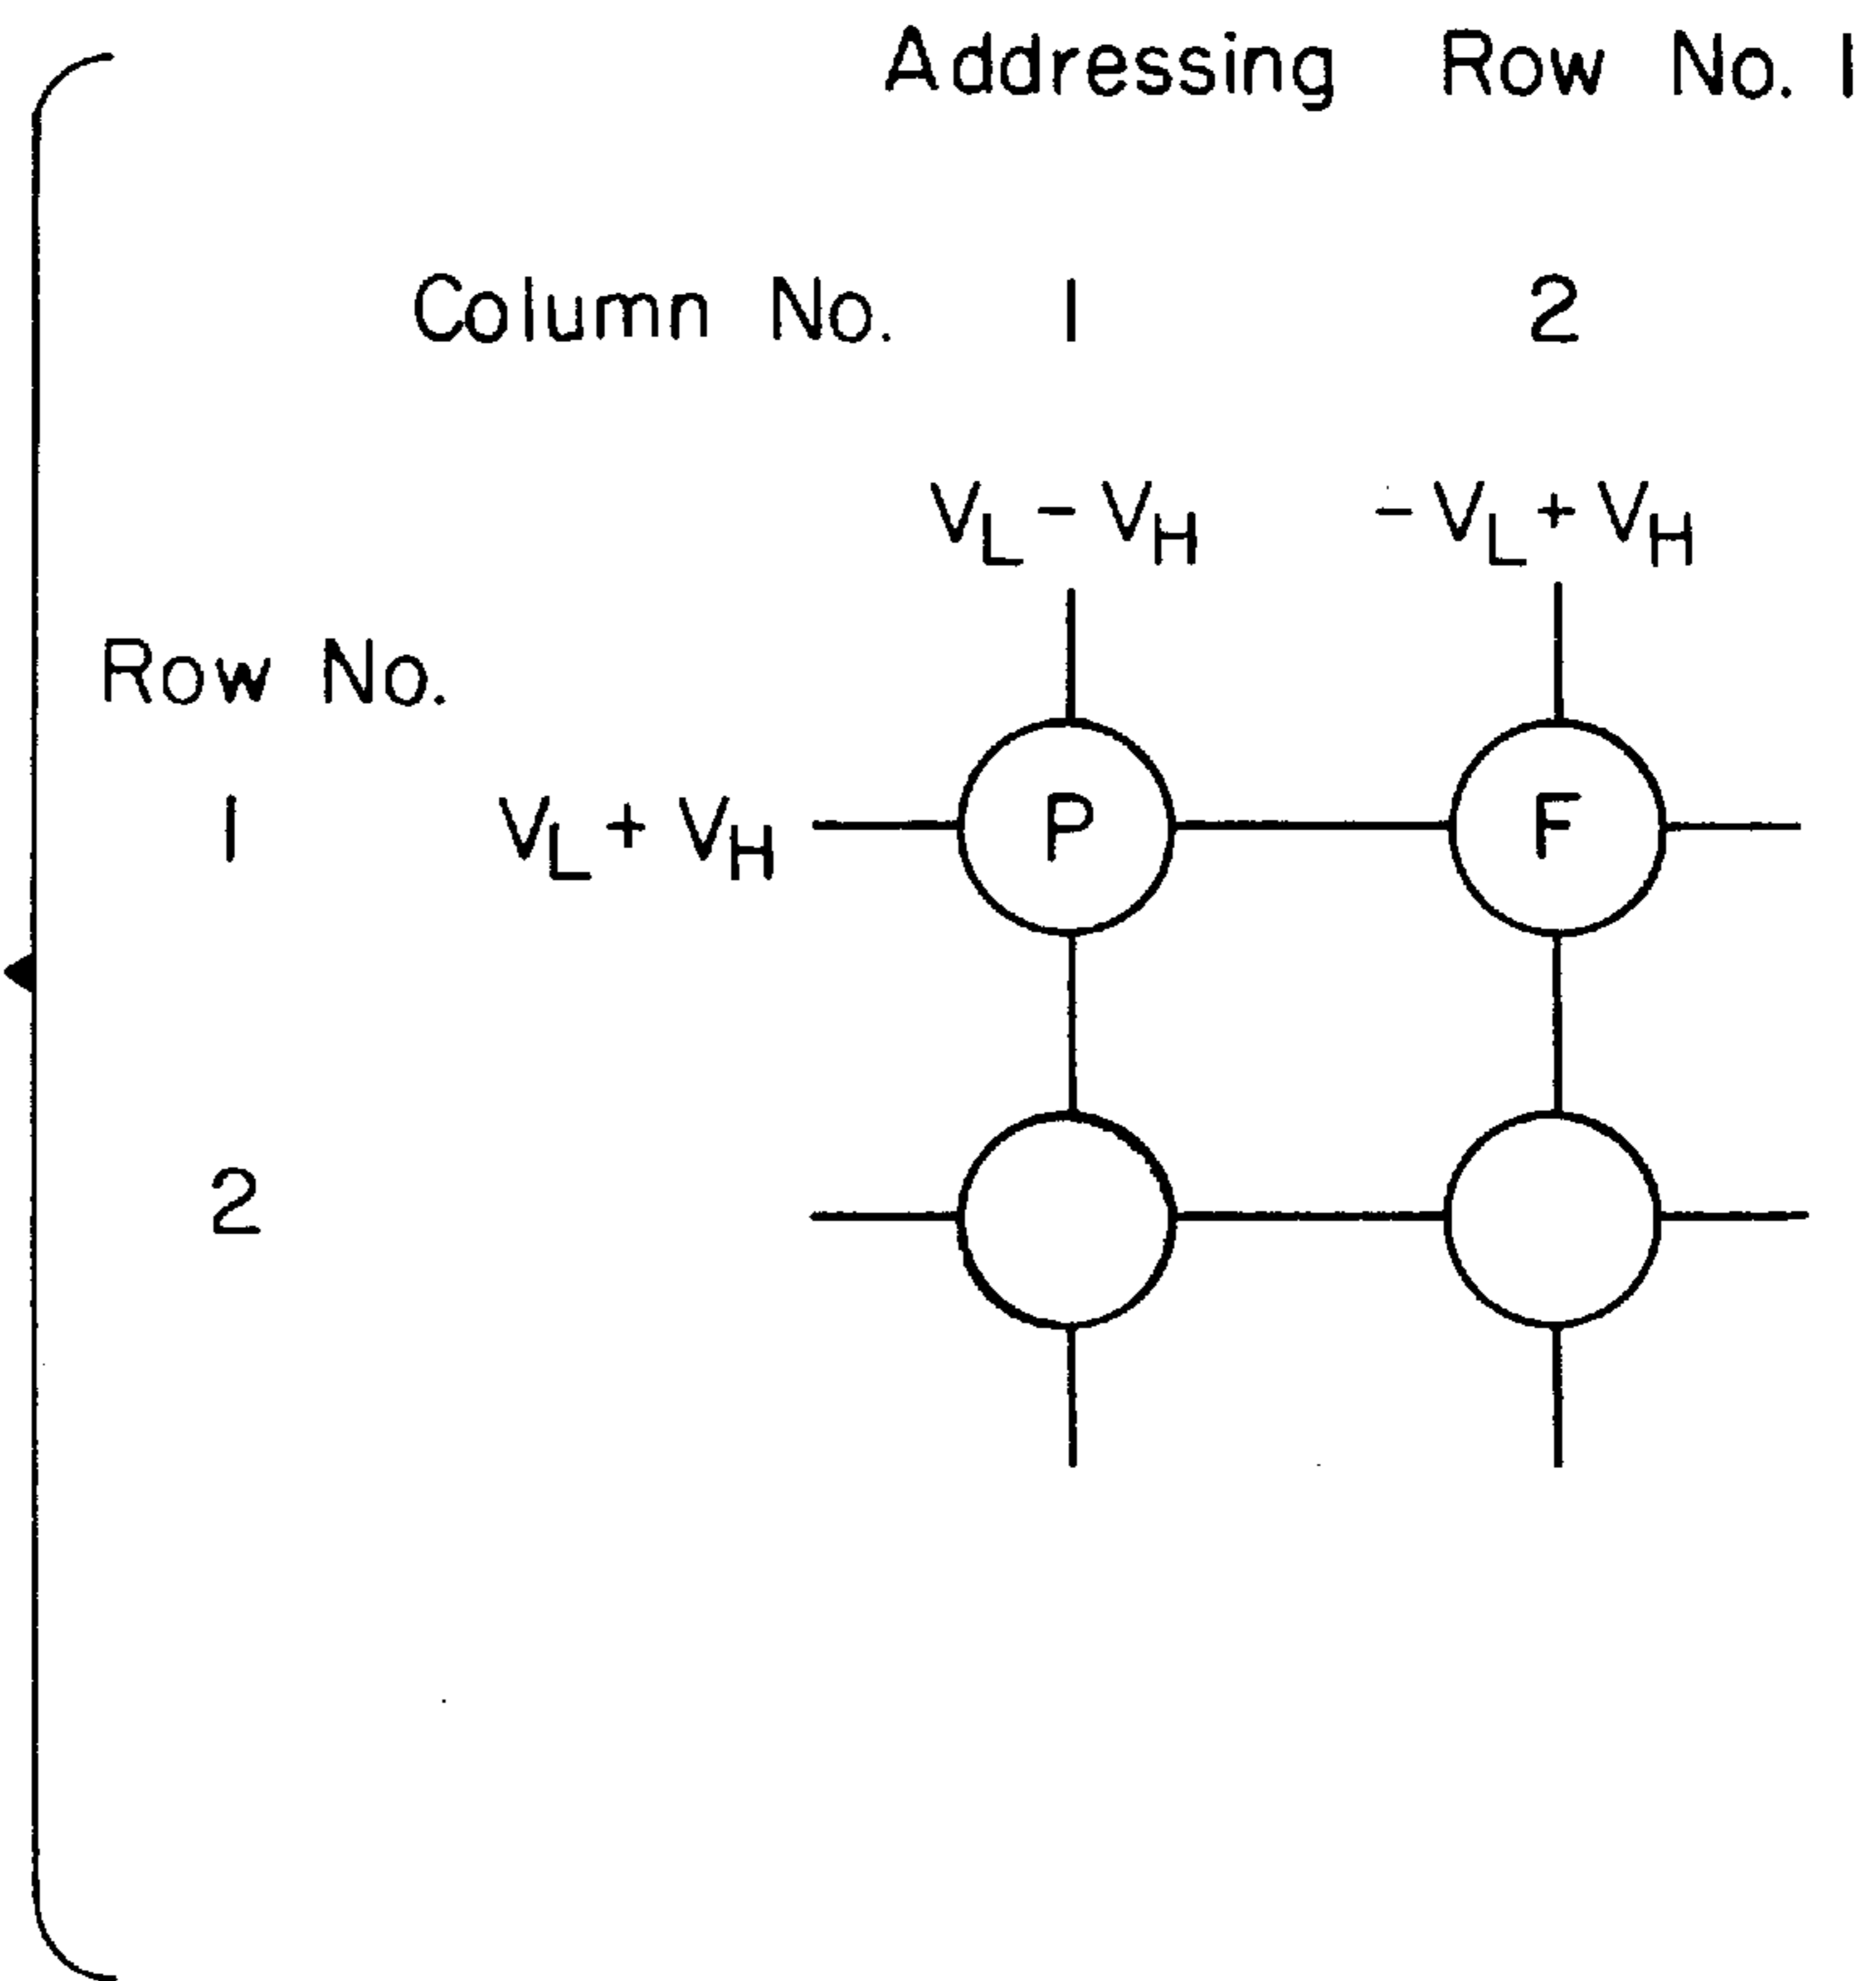 Addressing Row No. 1
Column No. 1 2
V_L - V_H -V_L + V_H
Row No.
1 V_L + V_H P F
2